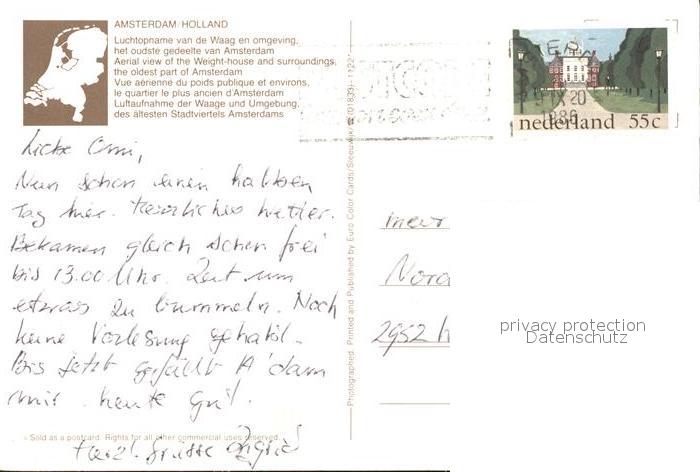 AMSTERDAM/HOLLAND
Luchtopname van de Waag en omgeving,
het oudste gedeelte van Amsterdam
Aerial view of the Weight-house and surroundings,
the oldest part of Amsterdam
Vue aérienne du poids publique et environs,
le quartier le plus ancien d'Amsterdam
Luftaufnahme der Waage und Umgebung,
des ältesten Stadtviertels Amsterdams
Liebe Omi,
Nun schon einen halben
Tag hier. Herrliches Wetter.
Bekamen gleich schon frei
bis 13.00 Uhr. Zeit um
etwas zu bummeln. Noch
keine Vorlesung gehabt.
Bis jetzt gefällt A'dam
mir heute gut.
Herzl. Grüsse Ingrid
Sold as a postcard. Rights for all other commercial uses reserved.
Photographed, Printed and Published by Euro Color Cards/Sleeuwijk/
IX 20
nederland 55c
2952
privacy protection
Datenschutz